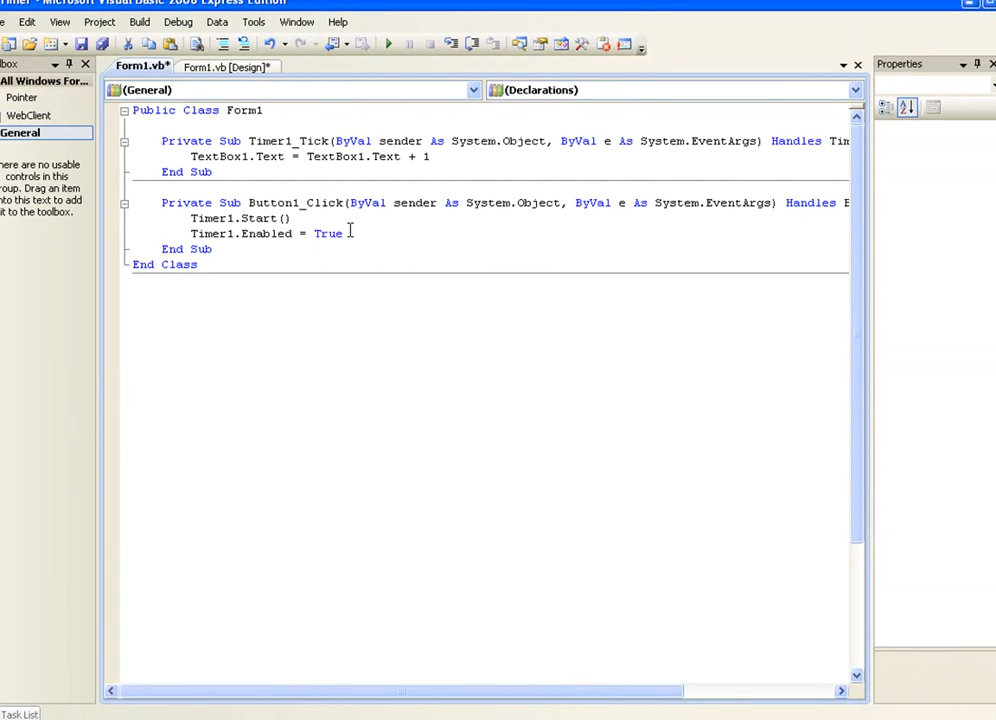 Timer - Microsoft Visual Basic 2008 Express Edition
Edit View Project Build Debug Data Tools Window Help
Form1.vb* Form1.vb [Design]*
(General) (Declarations)
All Windows For...
Pointer
WebClient
General
here are no usable
controls in this
group. Drag an item
nto this text to add
it to the toolbox.
Public Class Form1
Private Sub Timer1_Tick(ByVal sender As System.Object, ByVal e As System.EventArgs) Handles Tim
TextBox1.Text = TextBox1.Text + 1
End Sub
Private Sub Button1_Click(ByVal sender As System.Object, ByVal e As System.EventArgs) Handles B
Timer1.Start()
Timer1.Enabled = True
End Sub
End Class
Properties
Task List